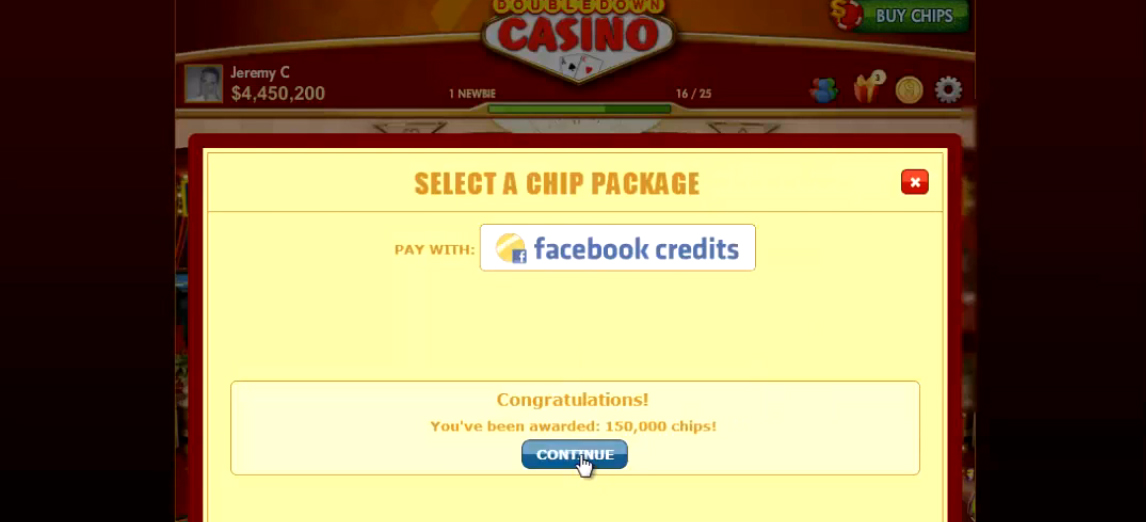 DOUBLEDOWN
CASINO
BUY CHIPS
Jeremy C
$4,450,200
1 NEWBIE
16 / 25
1
SELECT A CHIP PACKAGE
PAY WITH:
facebook credits
Congratulations!
You've been awarded: 150,000 chips!
CONTINUE